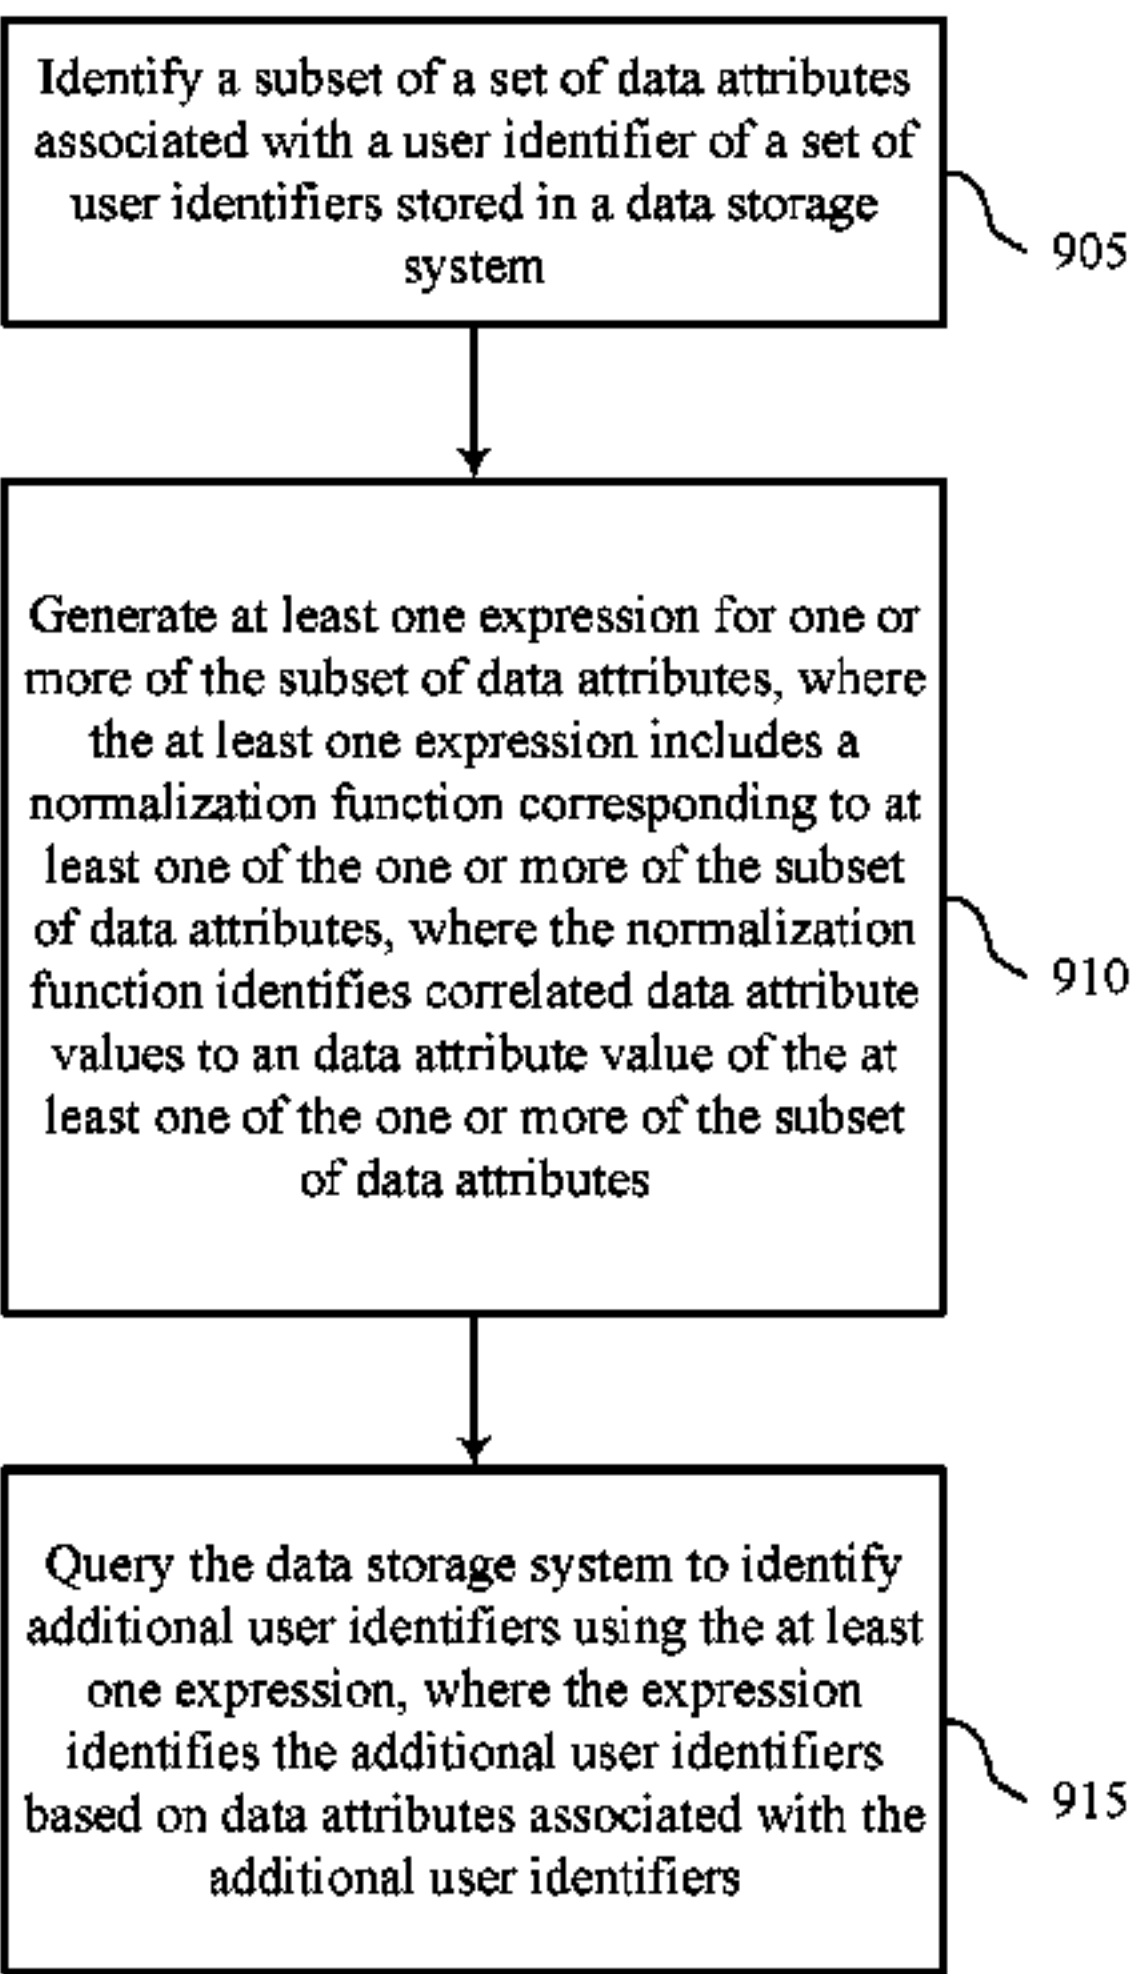 Identify a subset of a set of data attributes
associated with a user identifier of a set of
user identifiers stored in a data storage
system
905
Generate at least one expression for one or
more of the subset of data attributes, where
the at least one expression includes a
normalization function corresponding to at
least one of the one or more of the subset
of data attributes, where the normalization
function identifies correlated data attribute
values to an data attribute value of the at
least one of the one or more of the subset
of data attributes
910
Query the data storage system to identify
additional user identifiers using the at least
one expression, where the expression
identifies the additional user identifiers
based on data attributes associated with the
additional user identifiers
915